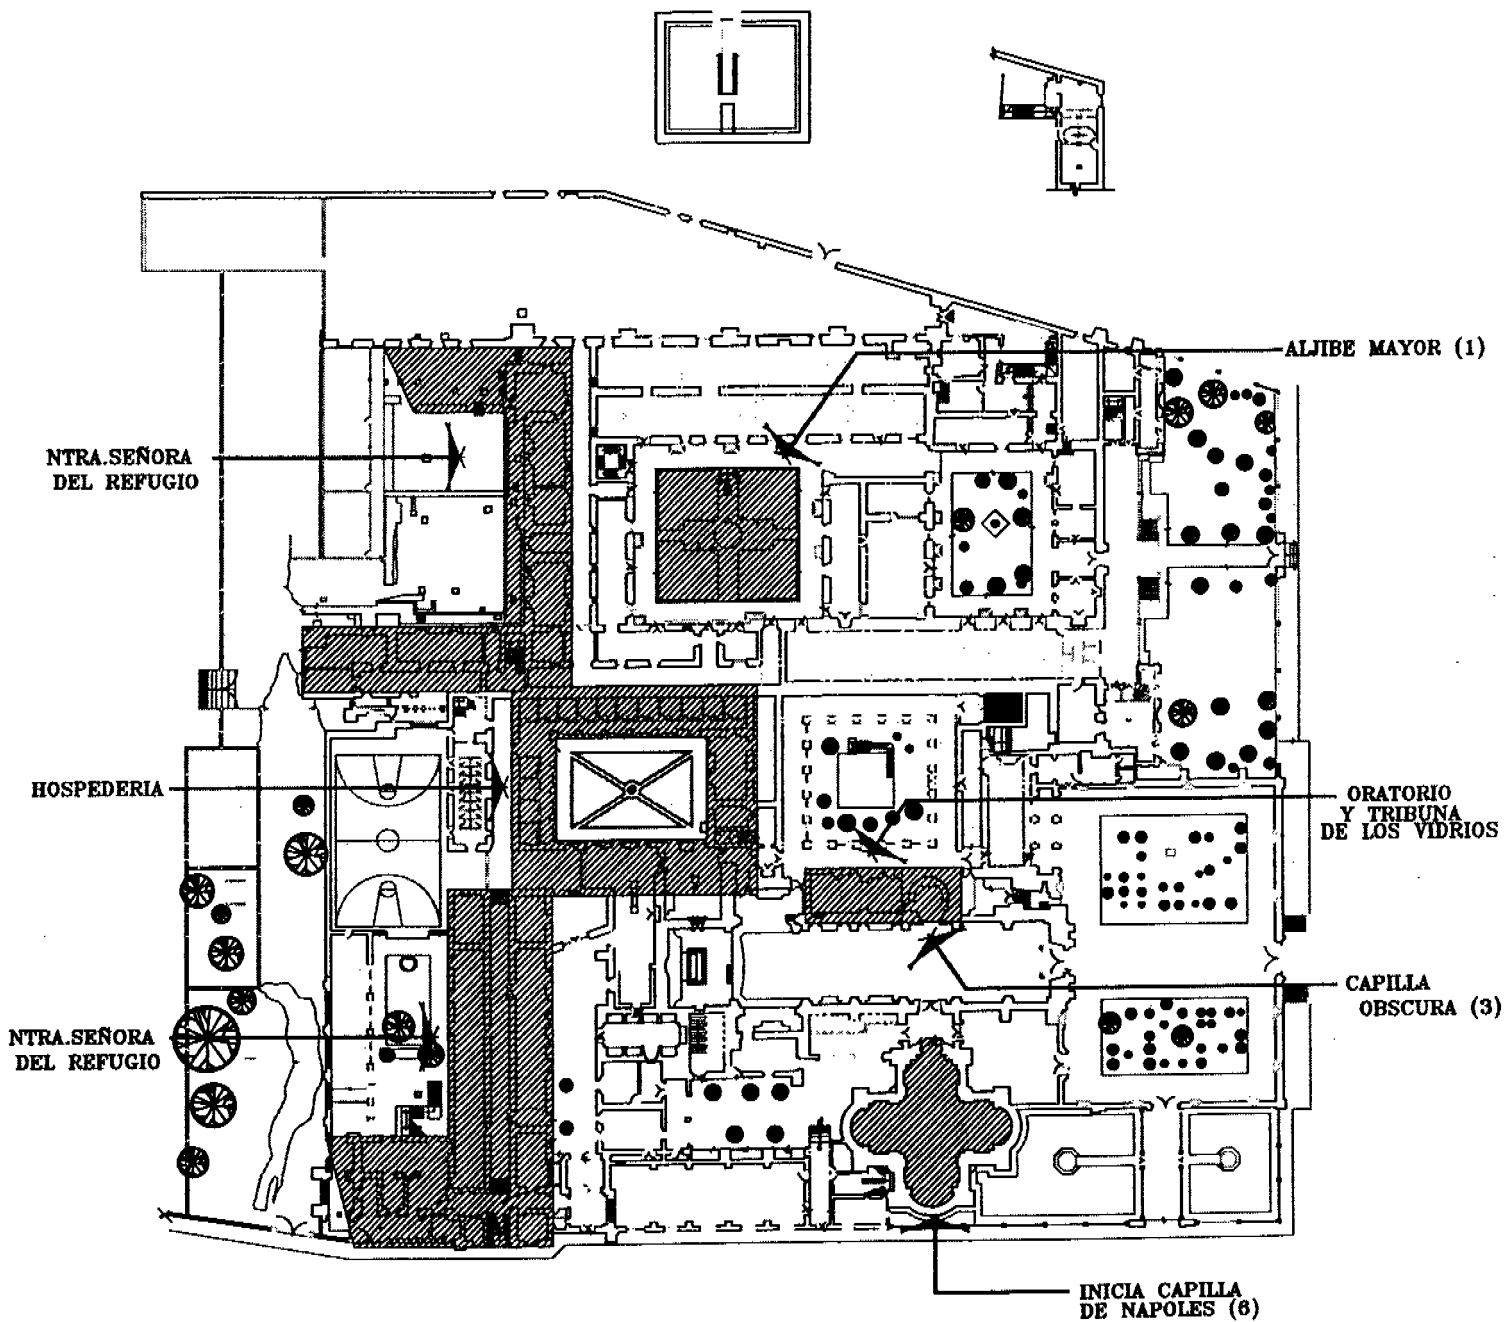 ALJIBE MAYOR (1)
NTRA.SEÑORA
DEL REFUGIO
HOSPEDERIA
ORATORIO
Y TRIBUNA
DE LOS VIDRIOS
CAPILLA
OBSCURA (3)
NTRA.SEÑORA
DEL REFUGIO
INICIA CAPILLA
DE NAPOLES (6)